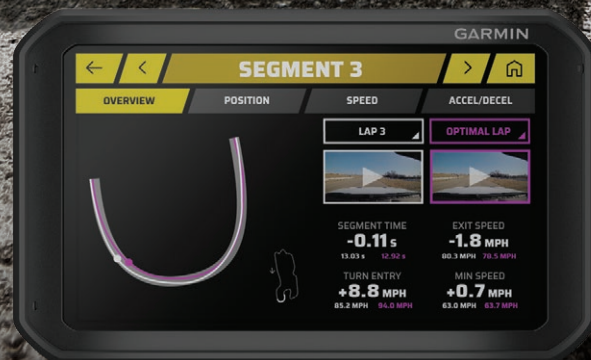 GARMIN
SEGMENT 3
OVERVIEW POSITION SPEED ACCEL/DECEL
LAP 3 OPTIMAL LAP
SEGMENT TIME EXIT SPEED
-0.11 s -1.8 MPH
13.03 s 12.92 s 80.3 MPH 78.5 MPH
TURN ENTRY MIN SPEED
+8.8 MPH +0.7 MPH
85.2 MPH 94.0 MPH 63.0 MPH 63.7 MPH